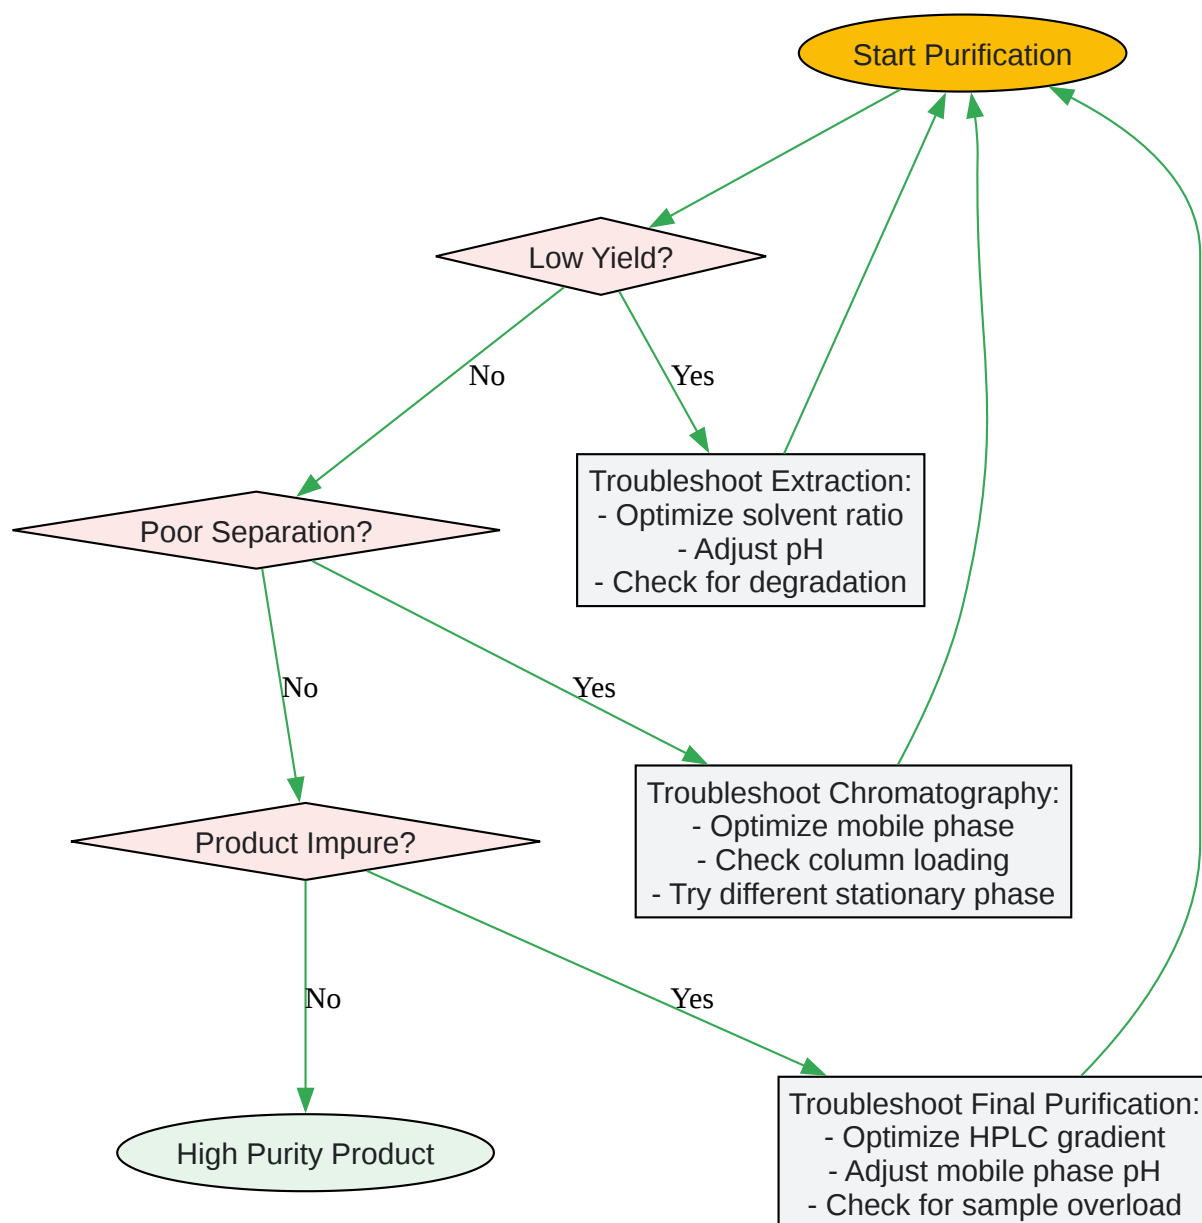 Start Purification
Low Yield?
No
Yes
Troubleshoot Extraction:
- Optimize solvent ratio
- Adjust pH
- Check for degradation
Poor Separation?
No
Yes
Troubleshoot Chromatography:
- Optimize mobile phase
- Check column loading
- Try different stationary phase
Product Impure?
No
Yes
Troubleshoot Final Purification:
- Optimize HPLC gradient
- Adjust mobile phase pH
- Check for sample overload
High Purity Product